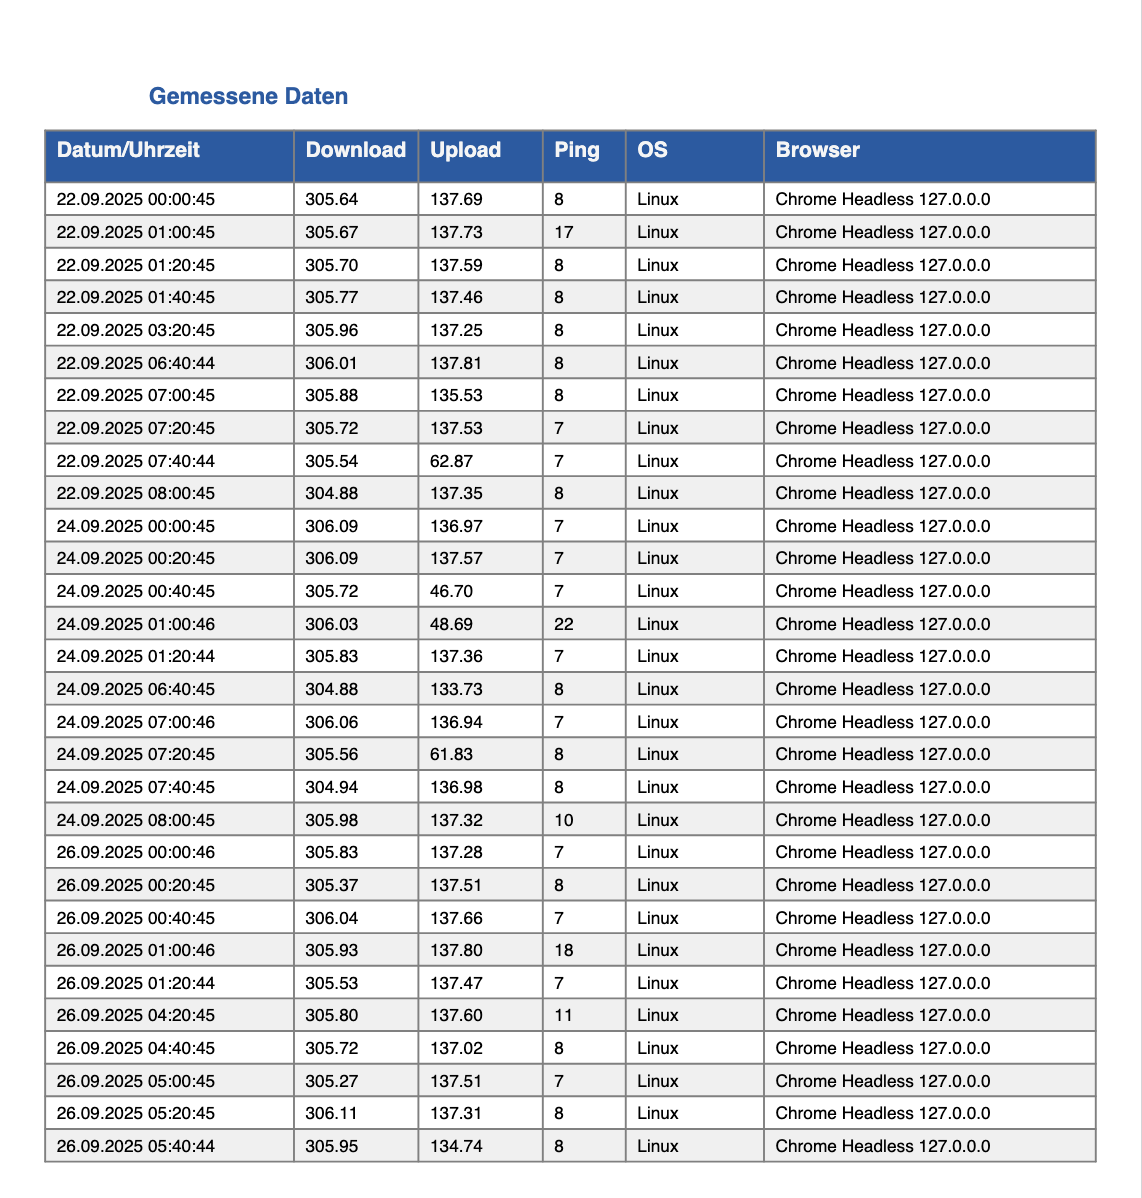 Gemessene Daten
Datum/Uhrzeit Download Upload Ping OS Browser
22.09.2025 00:00:45 305.64 137.69 8 Linux Chrome Headless 127.0.0.0
22.09.2025 01:00:45 305.67 137.73 17 Linux Chrome Headless 127.0.0.0
22.09.2025 01:20:45 305.70 137.59 8 Linux Chrome Headless 127.0.0.0
22.09.2025 01:40:45 305.77 137.46 8 Linux Chrome Headless 127.0.0.0
22.09.2025 03:20:45 305.96 137.25 8 Linux Chrome Headless 127.0.0.0
22.09.2025 06:40:44 306.01 137.81 8 Linux Chrome Headless 127.0.0.0
22.09.2025 07:00:45 305.88 135.53 8 Linux Chrome Headless 127.0.0.0
22.09.2025 07:20:45 305.72 137.53 7 Linux Chrome Headless 127.0.0.0
22.09.2025 07:40:44 305.54 62.87 7 Linux Chrome Headless 127.0.0.0
22.09.2025 08:00:45 304.88 137.35 8 Linux Chrome Headless 127.0.0.0
24.09.2025 00:00:45 306.09 136.97 7 Linux Chrome Headless 127.0.0.0
24.09.2025 00:20:45 306.09 137.57 7 Linux Chrome Headless 127.0.0.0
24.09.2025 00:40:45 305.72 46.70 7 Linux Chrome Headless 127.0.0.0
24.09.2025 01:00:46 306.03 48.69 22 Linux Chrome Headless 127.0.0.0
24.09.2025 01:20:44 305.83 137.36 7 Linux Chrome Headless 127.0.0.0
24.09.2025 06:40:45 304.88 133.73 8 Linux Chrome Headless 127.0.0.0
24.09.2025 07:00:46 306.06 136.94 7 Linux Chrome Headless 127.0.0.0
24.09.2025 07:20:45 305.56 61.83 8 Linux Chrome Headless 127.0.0.0
24.09.2025 07:40:45 304.94 136.98 8 Linux Chrome Headless 127.0.0.0
24.09.2025 08:00:45 305.98 137.32 10 Linux Chrome Headless 127.0.0.0
26.09.2025 00:00:46 305.83 137.28 7 Linux Chrome Headless 127.0.0.0
26.09.2025 00:20:45 305.37 137.51 8 Linux Chrome Headless 127.0.0.0
26.09.2025 00:40:45 306.04 137.66 7 Linux Chrome Headless 127.0.0.0
26.09.2025 01:00:46 305.93 137.80 18 Linux Chrome Headless 127.0.0.0
26.09.2025 01:20:44 305.53 137.47 7 Linux Chrome Headless 127.0.0.0
26.09.2025 04:20:45 305.80 137.60 11 Linux Chrome Headless 127.0.0.0
26.09.2025 04:40:45 305.72 137.02 8 Linux Chrome Headless 127.0.0.0
26.09.2025 05:00:45 305.27 137.51 7 Linux Chrome Headless 127.0.0.0
26.09.2025 05:20:45 306.11 137.31 8 Linux Chrome Headless 127.0.0.0
26.09.2025 05:40:44 305.95 134.74 8 Linux Chrome Headless 127.0.0.0